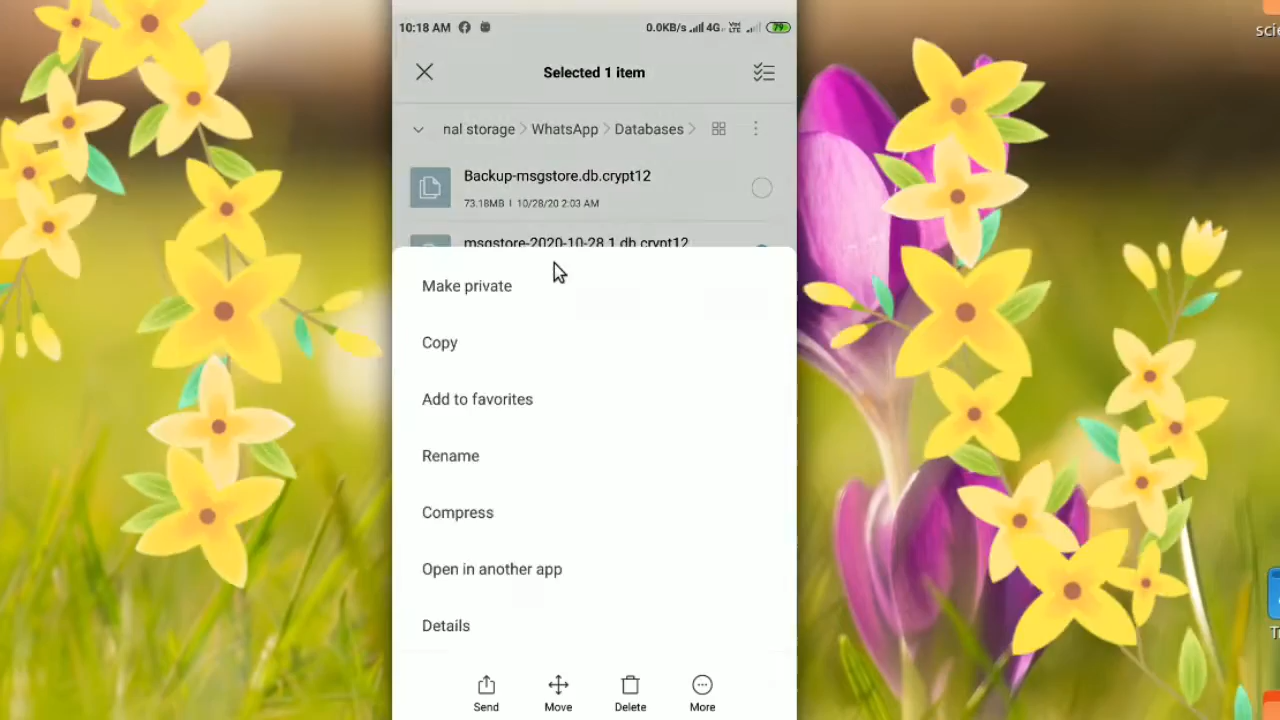 10:18 AM
0.0KB/s 4G VoLTE 79
Selected 1 item
nal storage > WhatsApp > Databases >
Backup-msgstore.db.crypt12
73.18MB | 10/28/20 2:03 AM
msgstore-2020-10-28.1.db.crypt12
Make private
Copy
Add to favorites
Rename
Compress
Open in another app
Details
Send
Move
Delete
More
scie